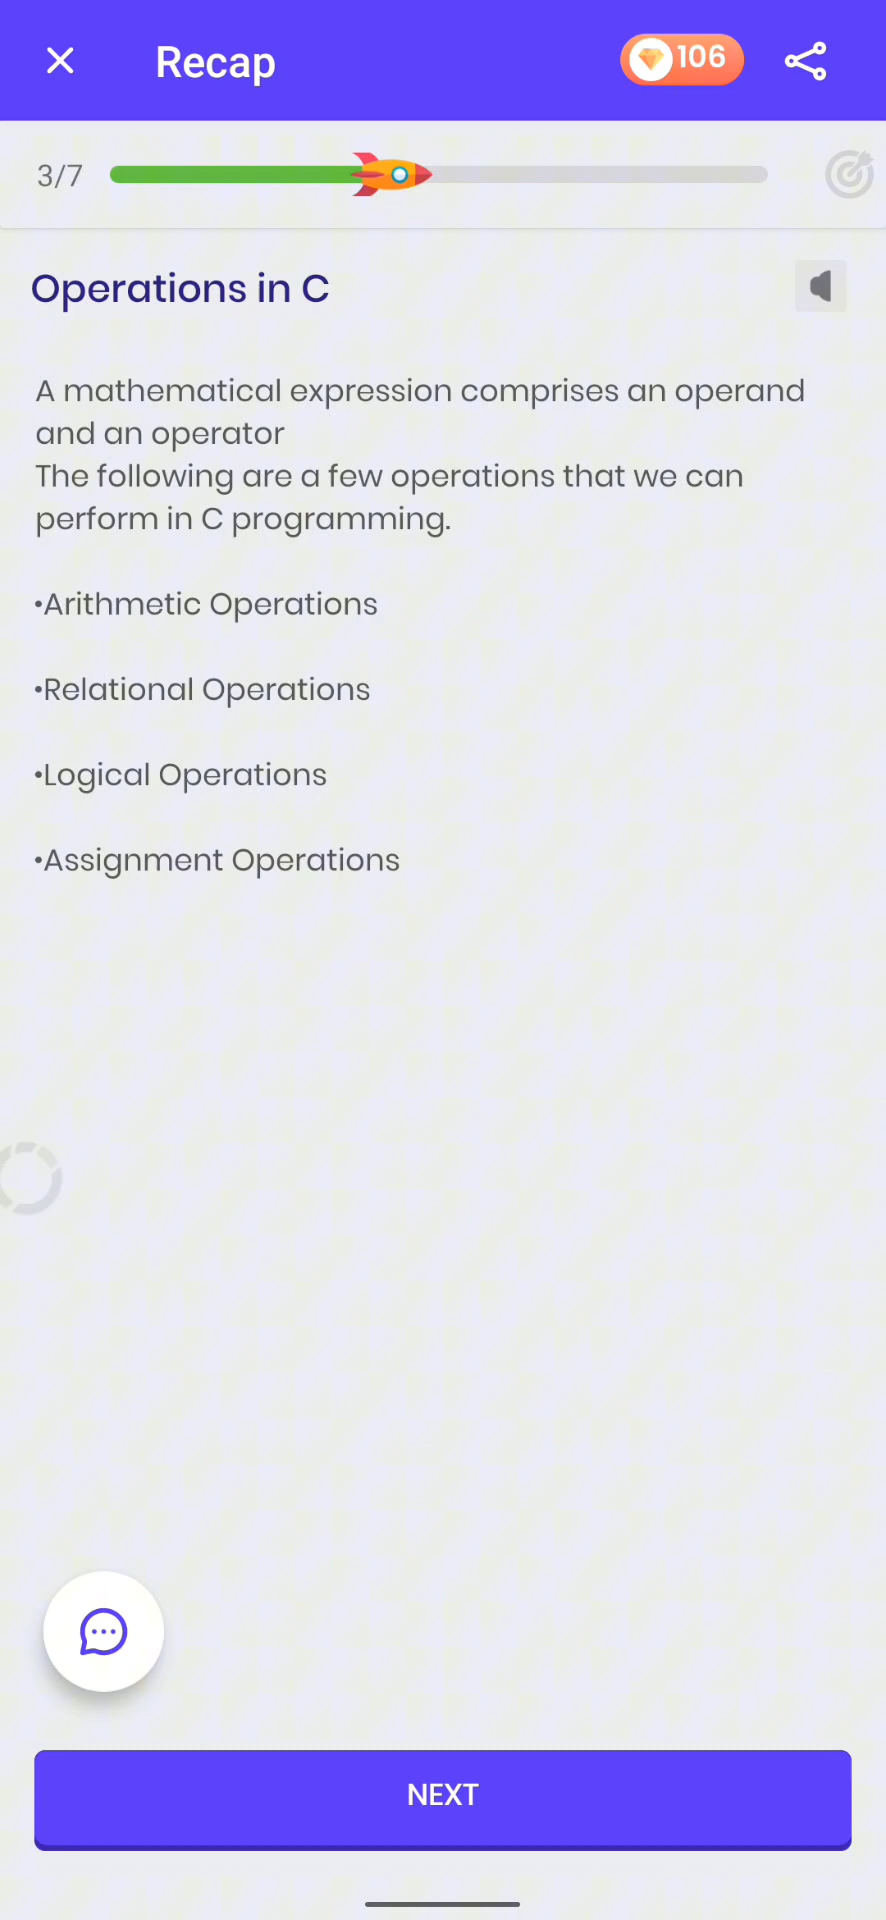 Recap
106
3/7
Operations in C
A mathematical expression comprises an operand
and an operator
The following are a few operations that we can
perform in C programming.
•Arithmetic Operations
•Relational Operations
•Logical Operations
•Assignment Operations
NEXT